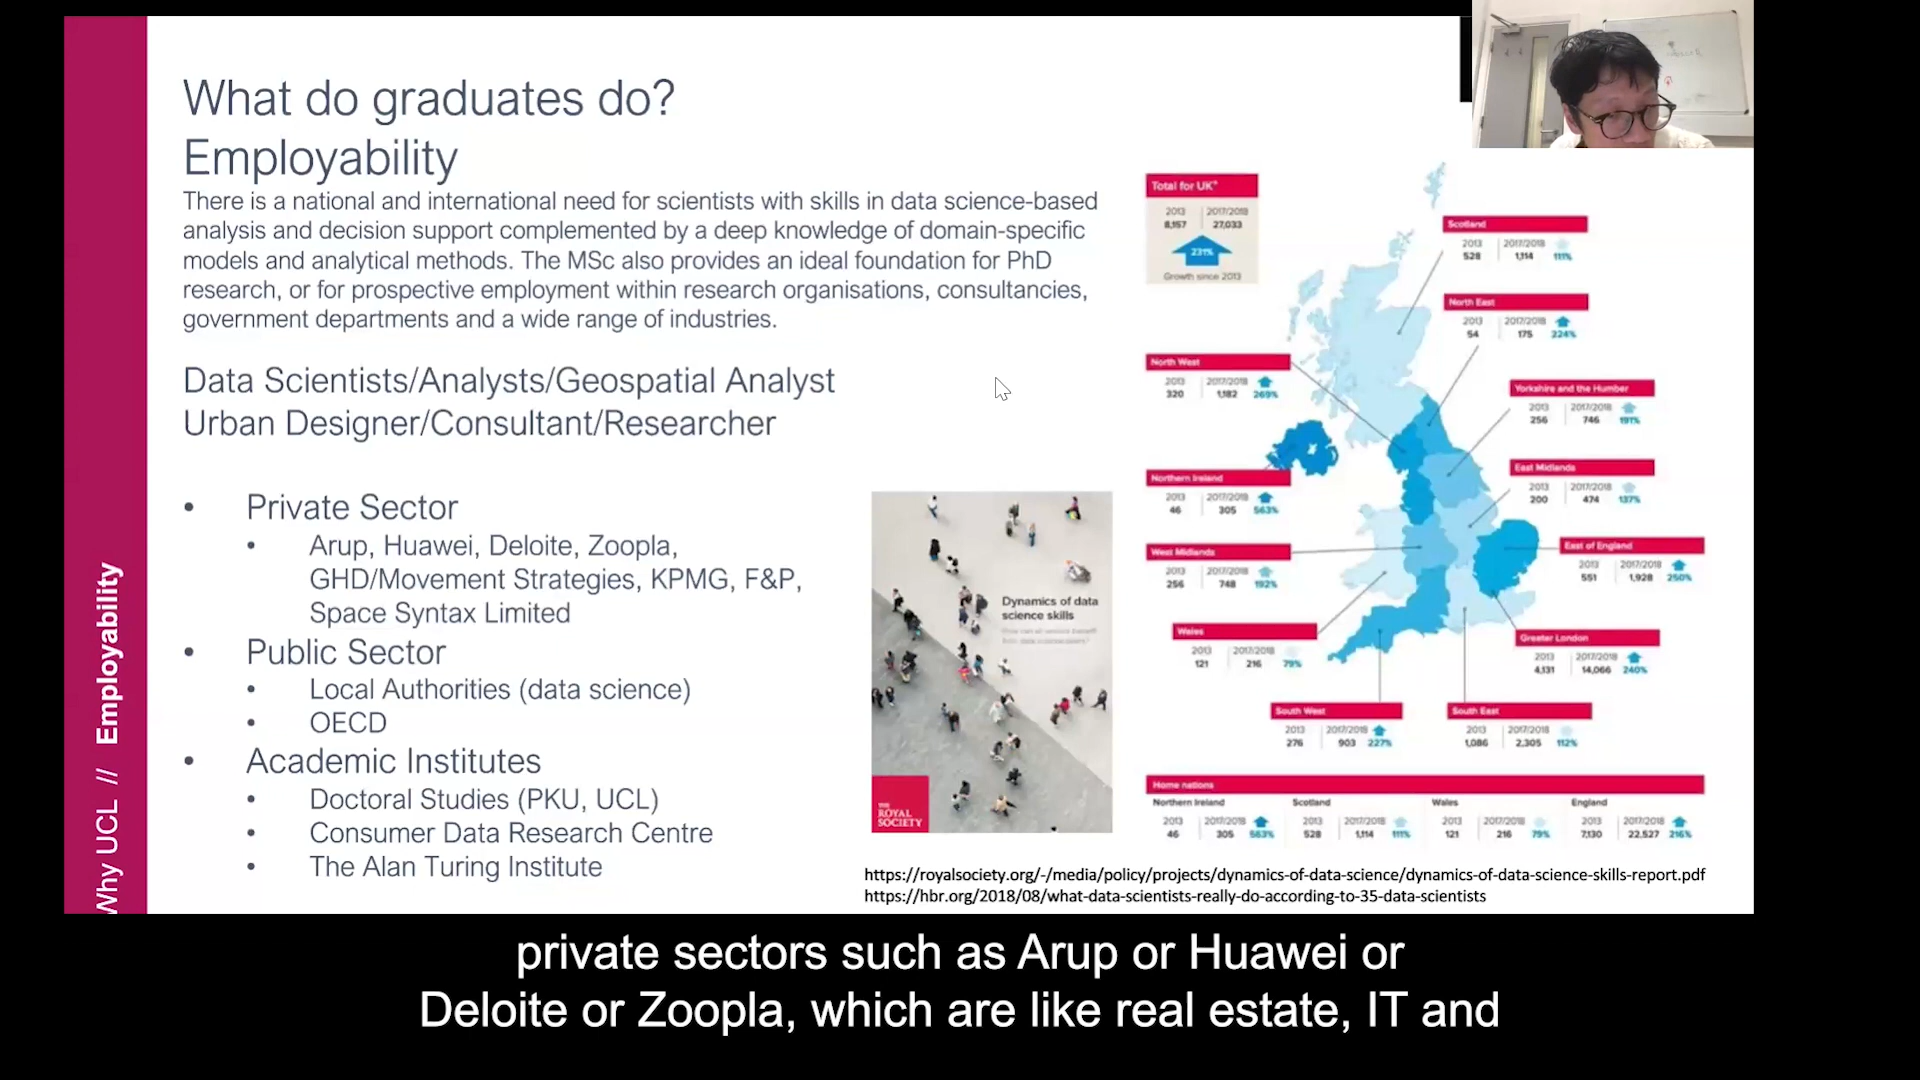 What do graduates do?
Employability
There is a national and international need for scientists with skills in data science-based
analysis and decision support complemented by a deep knowledge of domain-specific
models and analytical methods. The MSc also provides an ideal foundation for PhD
research, or for prospective employment within research organisations, consultancies,
government departments and a wide range of industries.
Data Scientists/Analysts/Geospatial Analyst
Urban Designer/Consultant/Researcher
• Private Sector
• Arup, Huawei, Deloite, Zoopla,
GHD/Movement Strategies, KPMG, F&P,
Space Syntax Limited
• Public Sector
• Local Authorities (data science)
• OECD
• Academic Institutes
• Doctoral Studies (PKU, UCL)
• Consumer Data Research Centre
• The Alan Turing Institute
Why UCL // Employability
Dynamics of data
science skills
THE
ROYAL
SOCIETY
Total for UK*
2013 2017/2018
8,157 27,033
231%
Growth since 2013
Scotland
2013 2017/2018
528 1,114 111%
North East
2013 2017/2018
54 175 224%
North West
2013 2017/2018
320 1,182 269%
Yorkshire and the Humber
2013 2017/2018
256 746 191%
East Midlands
2013 2017/2018
200 474 137%
Northern Ireland
2013 2017/2018
46 305 563%
West Midlands
2013 2017/2018
256 748 192%
East of England
2013 2017/2018
551 1,928 250%
Wales
2013 2017/2018
121 216 79%
Greater London
2013 2017/2018
4,131 14,066 240%
South West
2013 2017/2018
276 903 227%
South East
2013 2017/2018
1,086 2,305 112%
Home nations
Northern Ireland Scotland Wales England
2013 2017/2018 2013 2017/2018 2013 2017/2018 2013 2017/2018
46 305 563% 528 1,114 111% 121 216 79% 7,130 22,527 216%
https://royalsociety.org/-/media/policy/projects/dynamics-of-data-science/dynamics-of-data-science-skills-report.pdf
https://hbr.org/2018/08/what-data-scientists-really-do-according-to-35-data-scientists
private sectors such as Arup or Huawei or
Deloite or Zoopla, which are like real estate, IT and